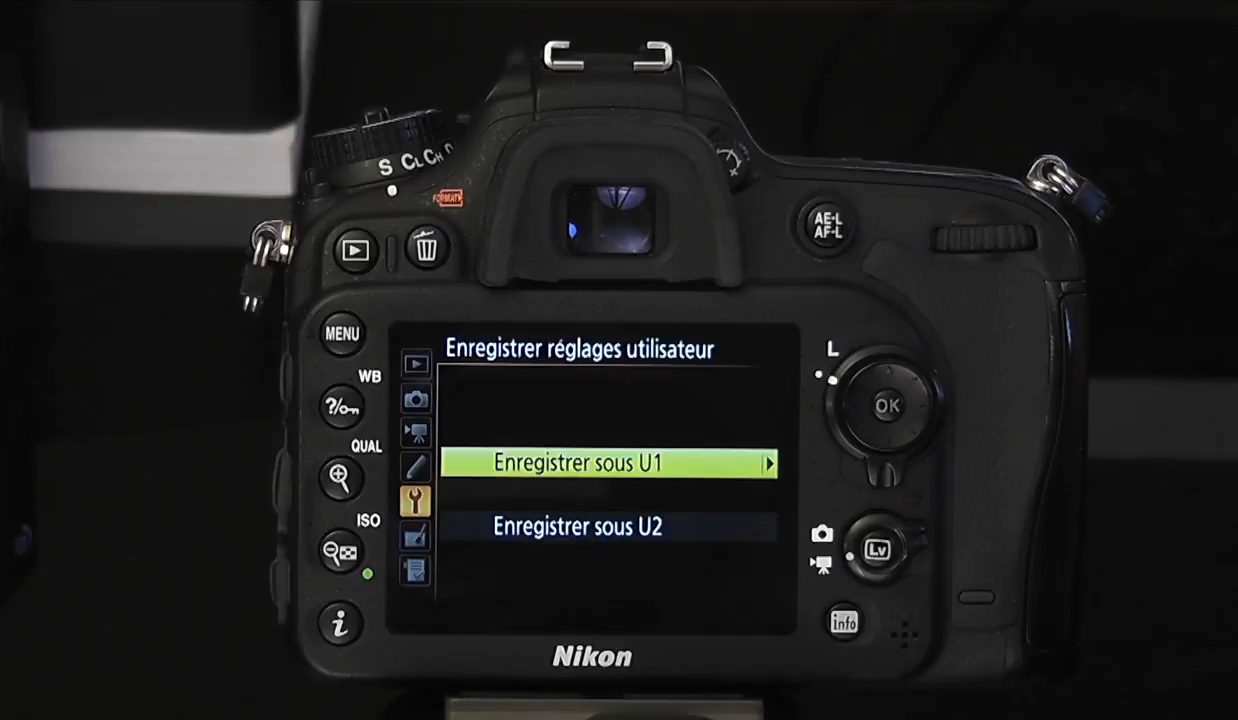 S CL CH
FORMAT
AE-L
AF-L
MENU
Enregistrer réglages utilisateur
L
WB
?
OK
QUAL
Enregistrer sous U1
ISO
Enregistrer sous U2
Lv
i
info
Nikon